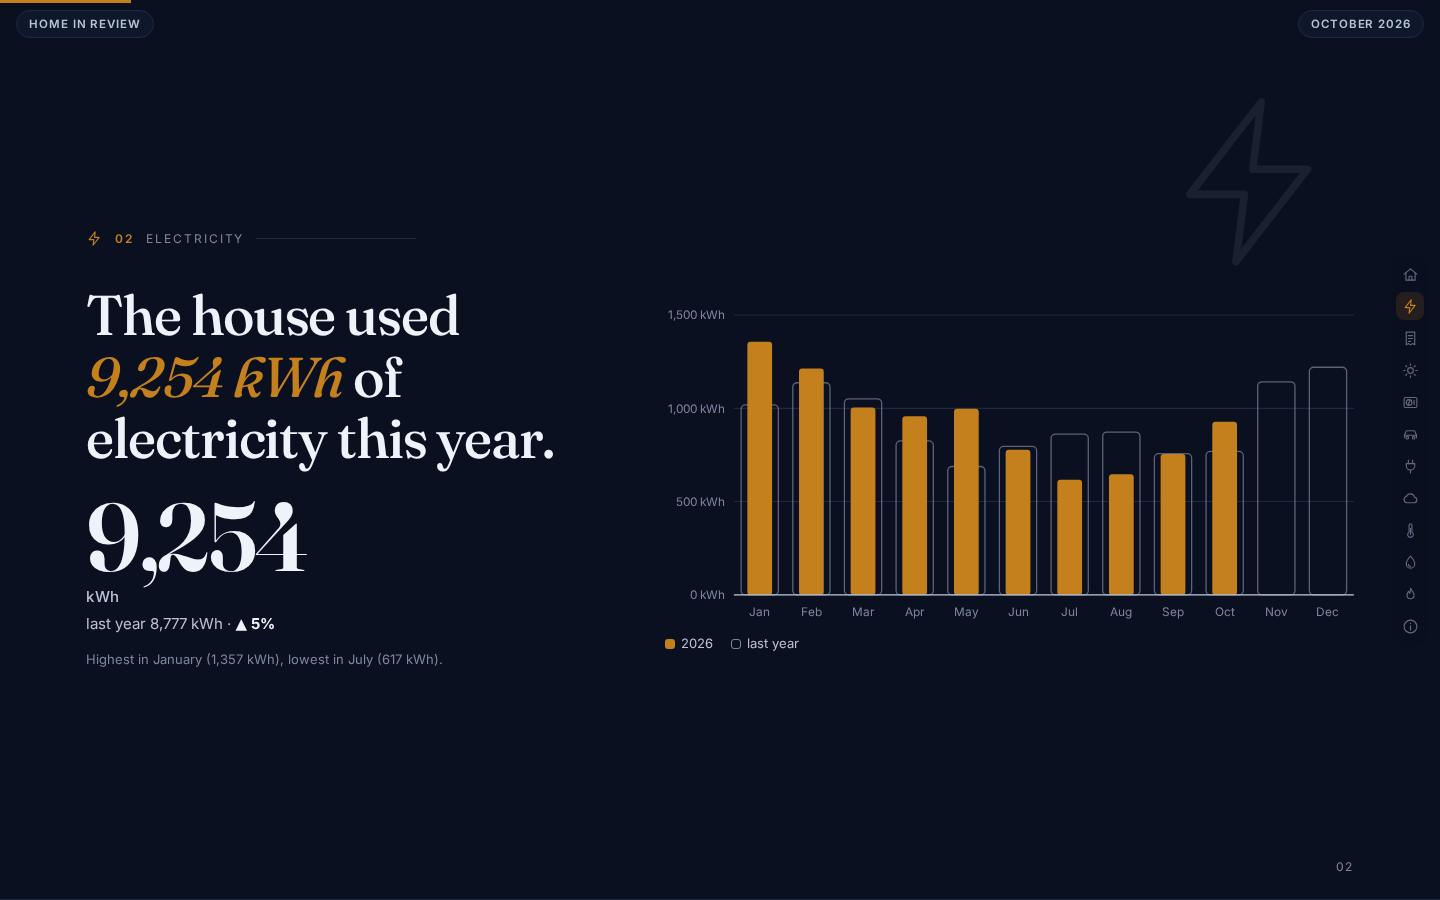 HOME IN REVIEW
OCTOBER 2026
02 ELECTRICITY
The house used
9,254 kWh of
electricity this year.
9,254
kWh
last year 8,777 kWh · ▲ 5%
Highest in January (1,357 kWh), lowest in July (617 kWh).
1,500 kWh
1,000 kWh
500 kWh
0 kWh
Jan Feb Mar Apr May Jun Jul Aug Sep Oct Nov Dec
2026 last year
02